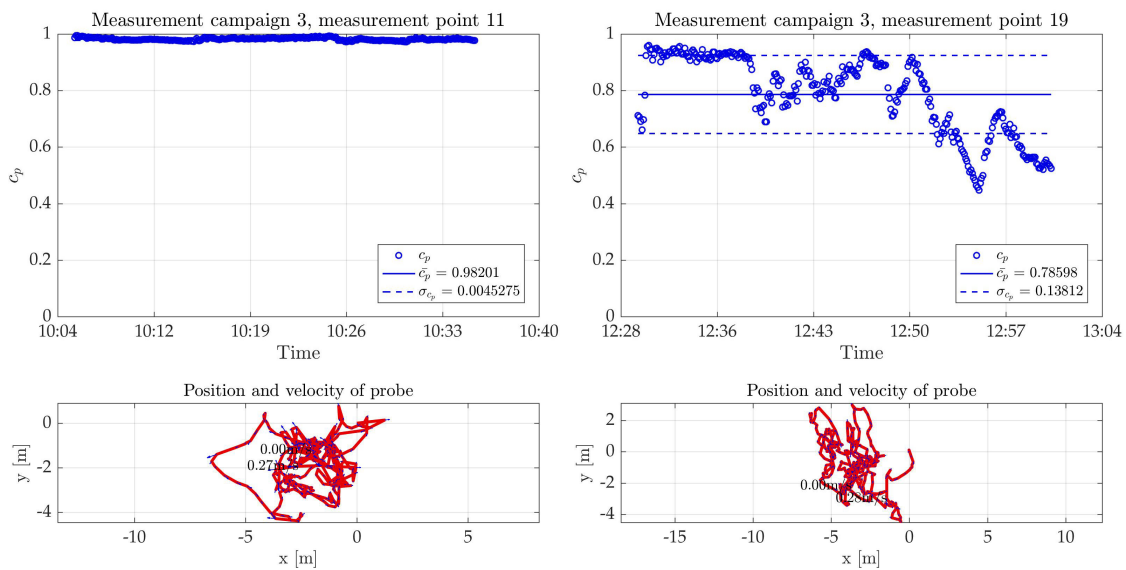 Measurement campaign 3, measurement point 11
1
0.8
0.6
0.4
0.2
0
c_p
10:04
10:12
10:19
10:26
10:33
10:40
Time
c_p
c̄_p = 0.98201
σ_{c_p} = 0.0045275
Measurement campaign 3, measurement point 19
1
0.8
0.6
0.4
0.2
0
c_p
12:28
12:36
12:43
12:50
12:57
13:04
Time
c_p
c̄_p = 0.78598
σ_{c_p} = 0.13812
Position and velocity of probe
0
-2
-4
y [m]
-10
-5
0
5
x [m]
Position and velocity of probe
2
0
-2
-4
y [m]
-15
-10
-5
0
5
10
x [m]